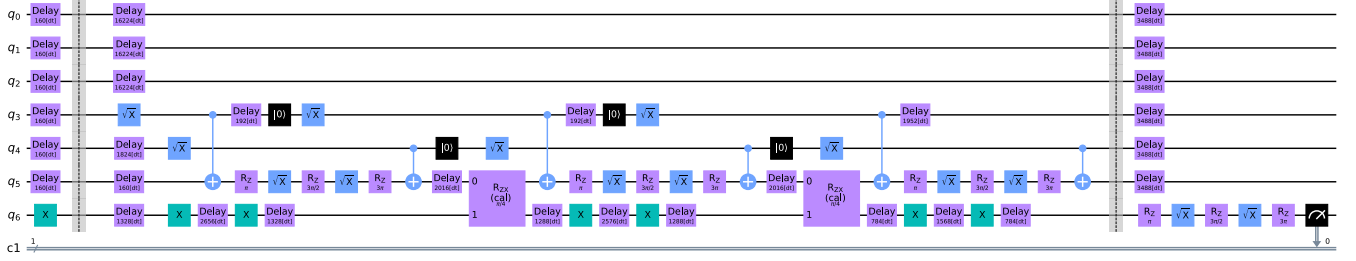 q0 Delay 160[dt] Delay 16224[dt] Delay 3488[dt]
q1 Delay 160[dt] Delay 16224[dt] Delay 3488[dt]
q2 Delay 160[dt] Delay 16224[dt] Delay 3488[dt]
q3 Delay 160[dt] √X Delay 192[dt] |0⟩ √X Delay 192[dt] |0⟩ √X Delay 1952[dt] Delay 3488[dt]
q4 Delay 160[dt] Delay 1824[dt] √X |0⟩ √X |0⟩ √X Delay 3488[dt]
q5 Delay 160[dt] Delay 160[dt] RZ π √X RZ 3π/2 √X RZ 3π Delay 2016[dt] 0 RZX (cal) π/4 RZ π √X RZ 3π/2 √X RZ 3π Delay 2016[dt] 0 RZX (cal) π/4 RZ π √X RZ 3π/2 √X RZ 3π Delay 3488[dt]
q6 X Delay 1328[dt] X Delay 2656[dt] X Delay 1328[dt] 1 Delay 1288[dt] X Delay 2576[dt] X Delay 1288[dt] 1 Delay 784[dt] X Delay 1568[dt] X Delay 784[dt] RZ π √X RZ 3π/2 √X RZ 3π
c1 1 0